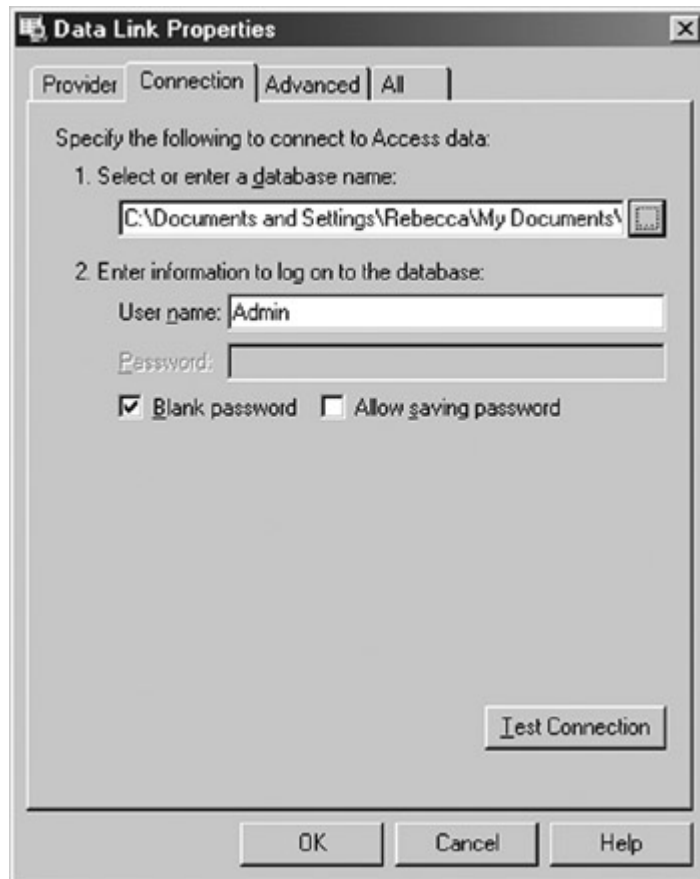 Data Link Properties
Provider Connection Advanced All
Specify the following to connect to Access data:
1. Select or enter a database name:
C:\Documents and Settings\Rebecca\My Documents\ ...
2. Enter information to log on to the database:
User name: Admin
Password:
Blank password Allow saving password
Test Connection
OK Cancel Help